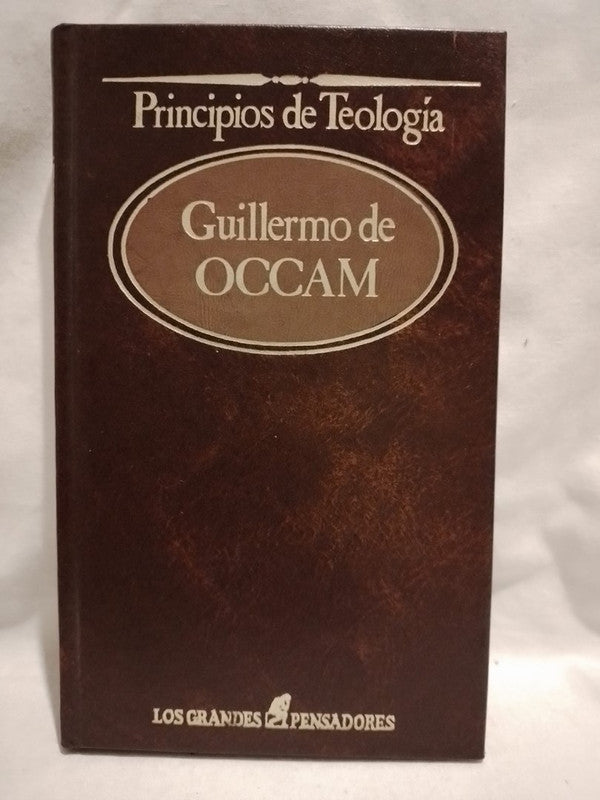 Principios de Teología
Guillermo de
OCCAM
LOS GRANDES PENSADORES